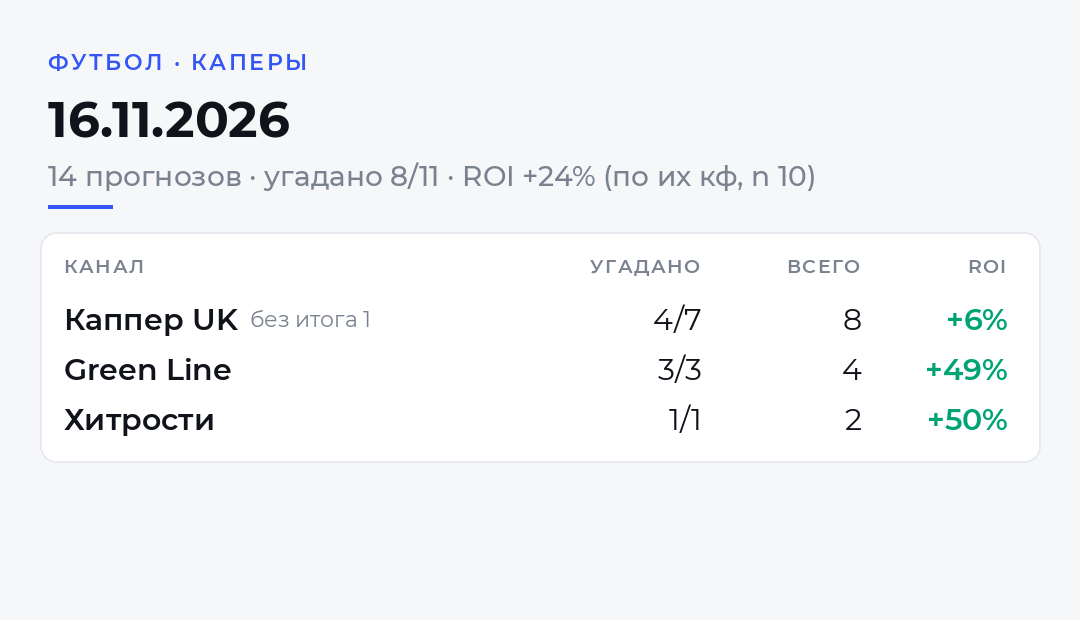 ФУТБОЛ · КАПЕРЫ
16.11.2026
14 прогнозов · угадано 8/11 · ROI +24% (по их кф, n 10)
КАНАЛ УГАДАНО ВСЕГО ROI
Каппер UK без итога 1 4/7 8 +6%
Green Line 3/3 4 +49%
Хитрости 1/1 2 +50%